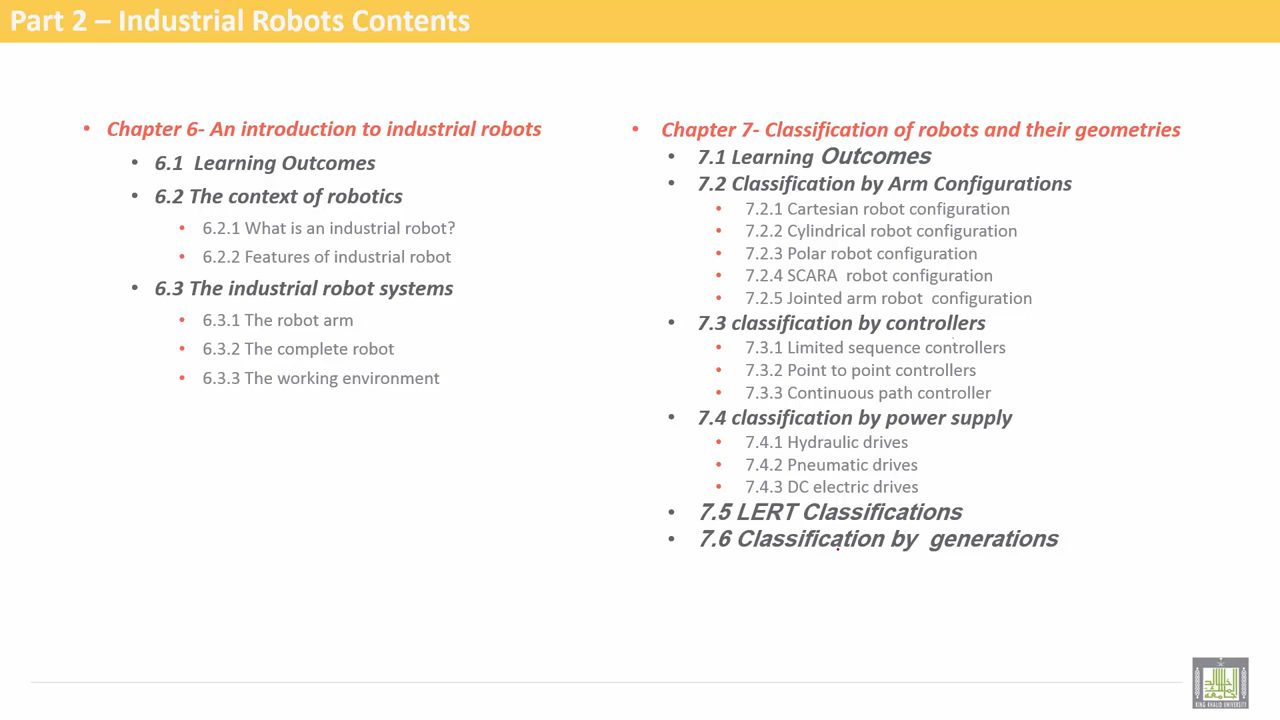 Part 2 – Industrial Robots Contents
• Chapter 6- An introduction to industrial robots
• 6.1 Learning Outcomes
• 6.2 The context of robotics
• 6.2.1 What is an industrial robot?
• 6.2.2 Features of industrial robot
• 6.3 The industrial robot systems
• 6.3.1 The robot arm
• 6.3.2 The complete robot
• 6.3.3 The working environment
• Chapter 7- Classification of robots and their geometries
• 7.1 Learning Outcomes
• 7.2 Classification by Arm Configurations
• 7.2.1 Cartesian robot configuration
• 7.2.2 Cylindrical robot configuration
• 7.2.3 Polar robot configuration
• 7.2.4 SCARA robot configuration
• 7.2.5 Jointed arm robot configuration
• 7.3 classification by controllers
• 7.3.1 Limited sequence controllers
• 7.3.2 Point to point controllers
• 7.3.3 Continuous path controller
• 7.4 classification by power supply
• 7.4.1 Hydraulic drives
• 7.4.2 Pneumatic drives
• 7.4.3 DC electric drives
• 7.5 LERT Classifications
• 7.6 Classification by generations
KING KHALID UNIVERSITY